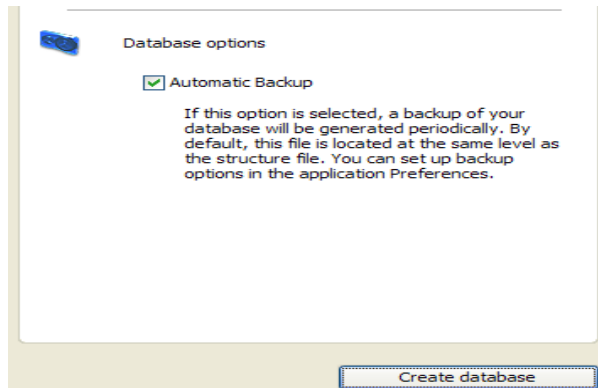 Database options
Automatic Backup
If this option is selected, a backup of your
database will be generated periodically. By
default, this file is located at the same level as
the structure file. You can set up backup
options in the application Preferences.
Create database